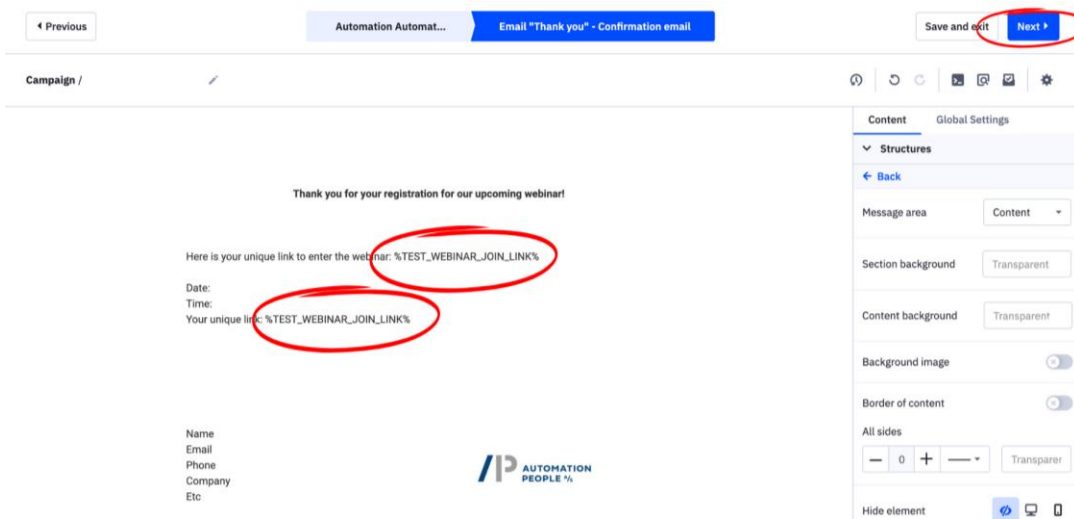 Previous
Automation Automat...
Email "Thank you" - Confirmation email
Save and exit
Next
Campaign /
Content
Global Settings
Structures
Back
Message area
Content
Section background
Transparent
Content background
Transparent
Background image
Border of content
All sides
0
Transparer
Hide element
Thank you for your registration for our upcoming webinar!
Here is your unique link to enter the webinar: %TEST_WEBINAR_JOIN_LINK%
Date:
Time:
Your unique link: %TEST_WEBINAR_JOIN_LINK%
Name
Email
Phone
Company
Etc
AUTOMATION
PEOPLE A/S